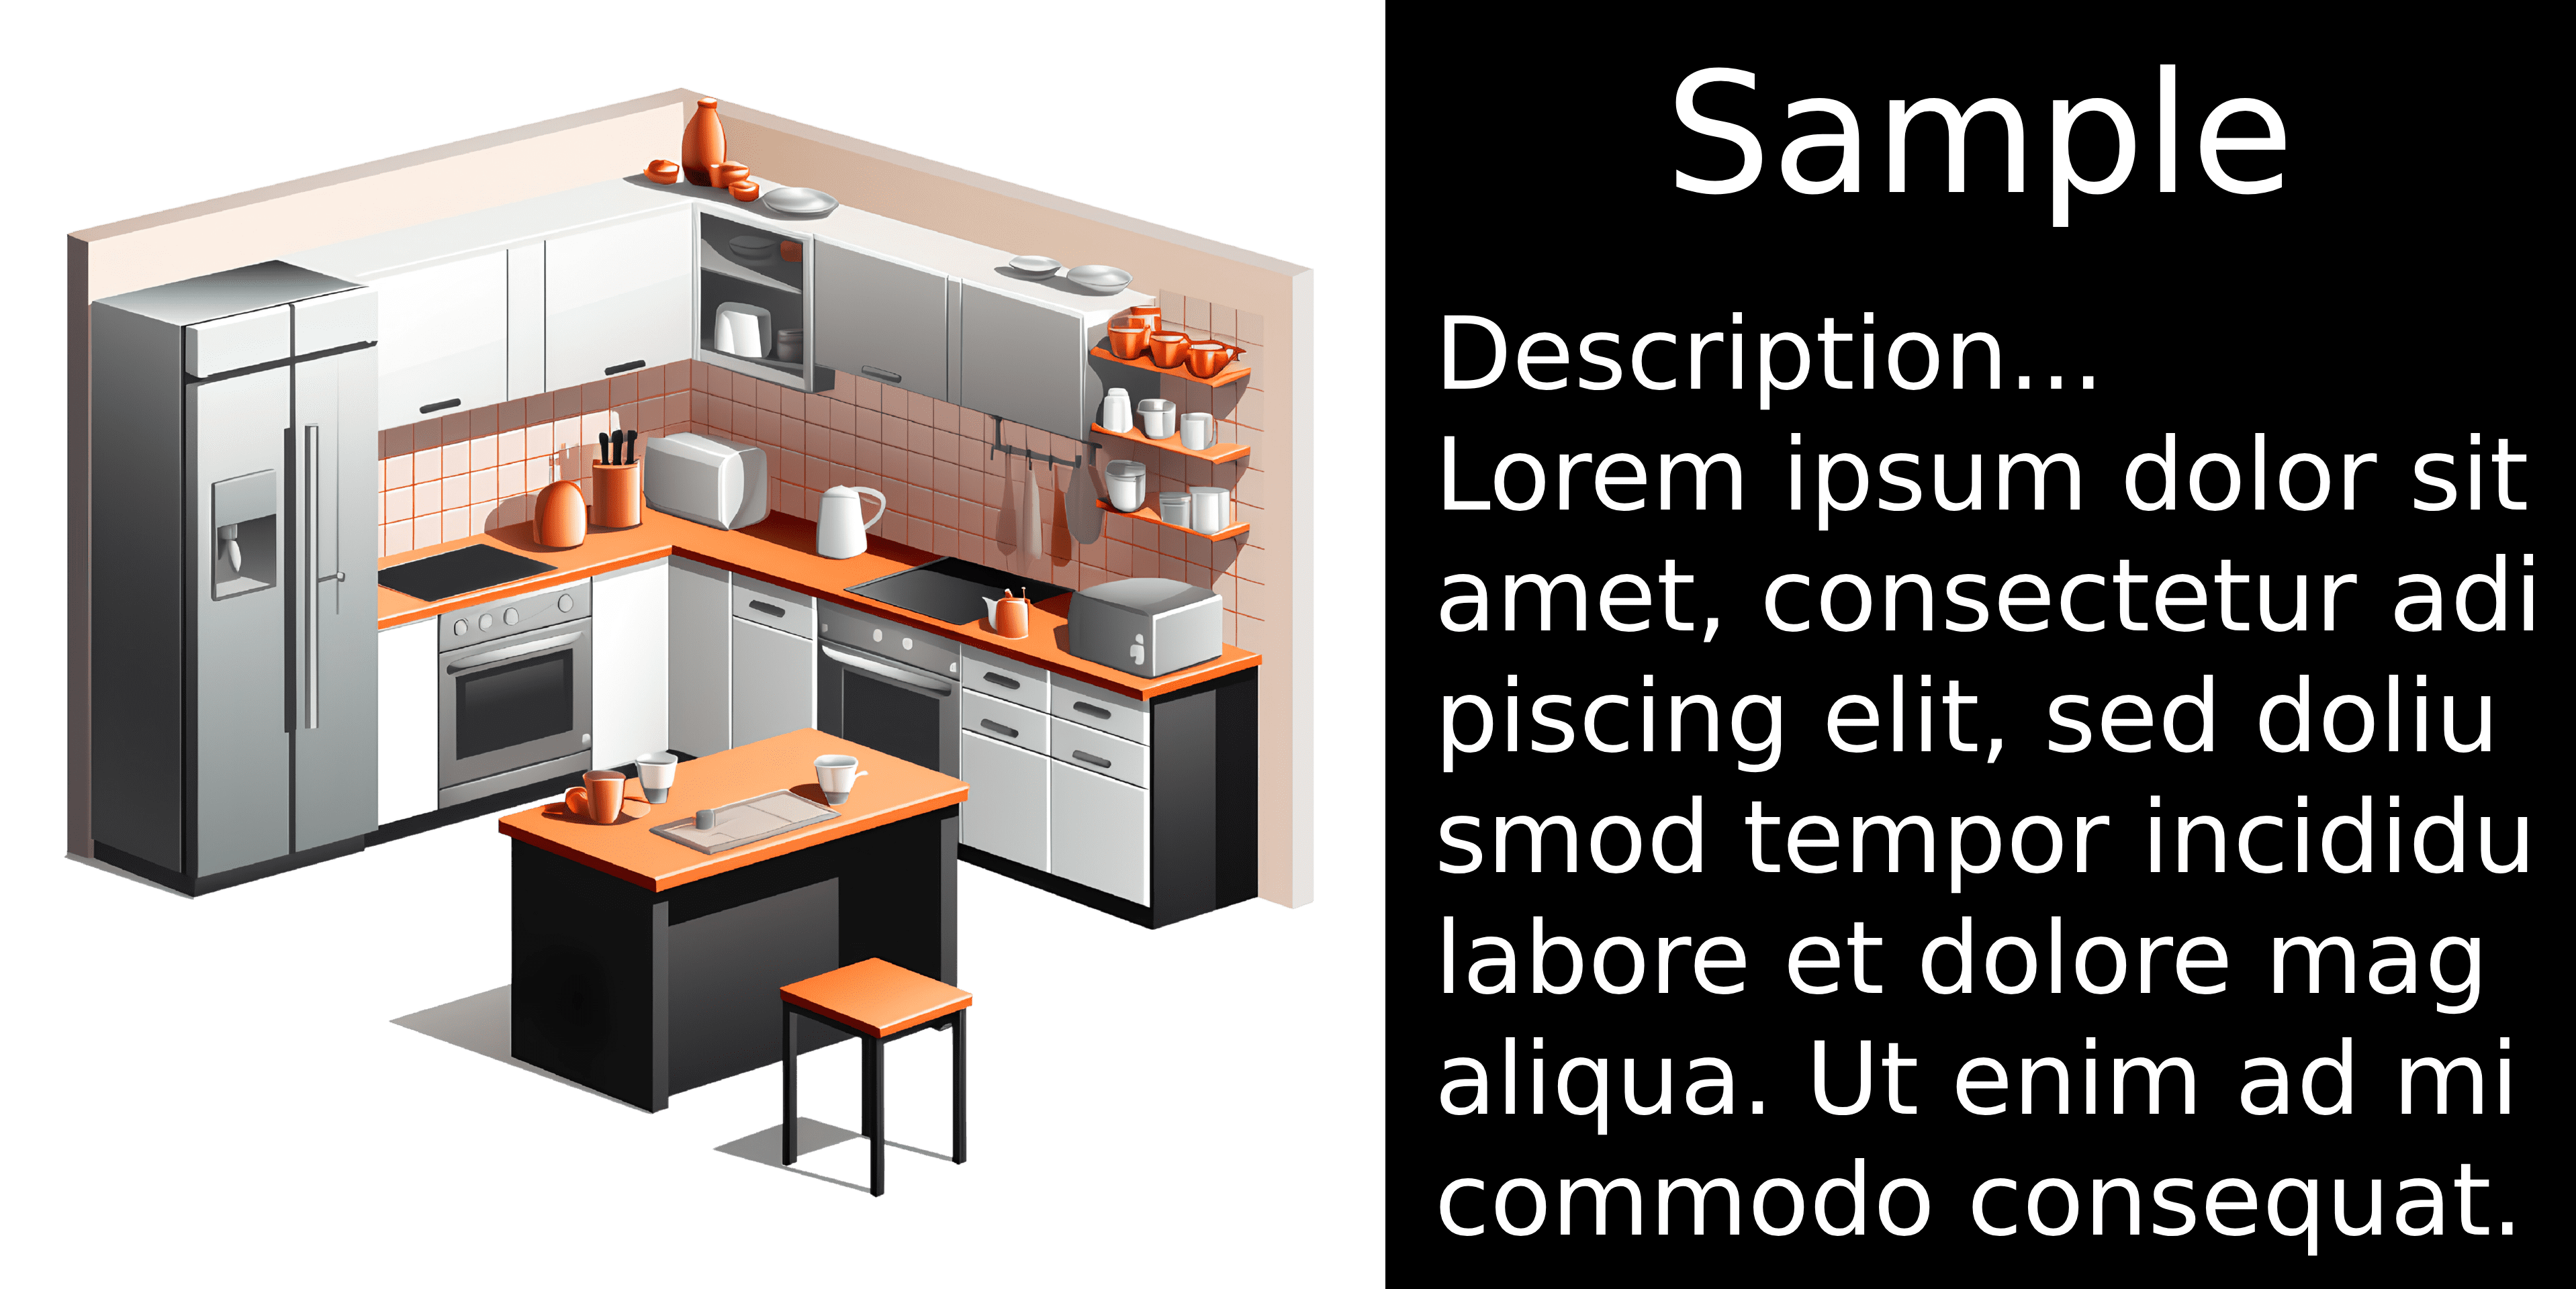 Sample
Description...
Lorem ipsum dolor sit
amet, consectetur adi
piscing elit, sed doliu
smod tempor incididu
labore et dolore mag
aliqua. Ut enim ad mi
commodo consequat.